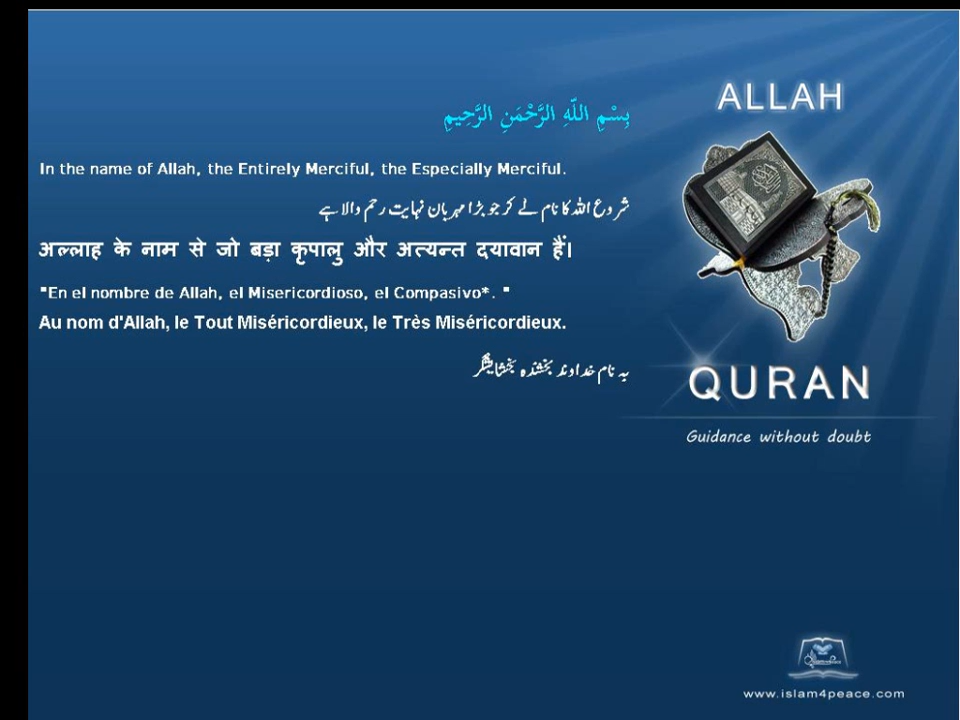 بِسْمِ اللّهِ الرَّحْمَنِ الرَّحِيمِ
In the name of Allah, the Entirely Merciful, the Especially Merciful.
شروع الله کا نام لے کر جو بڑا مہربان نہایت رحم والا ہے
अल्लाह के नाम से जो बड़ा कृपालु और अत्यन्त दयावान हैं।
"En el nombre de Allah, el Misericordioso, el Compasivo*. "
Au nom d'Allah, le Tout Miséricordieux, le Très Miséricordieux.
به نام خداوند بخشنده بخشایشگر
ALLAH
QURAN
Guidance without doubt
www.islam4peace.com